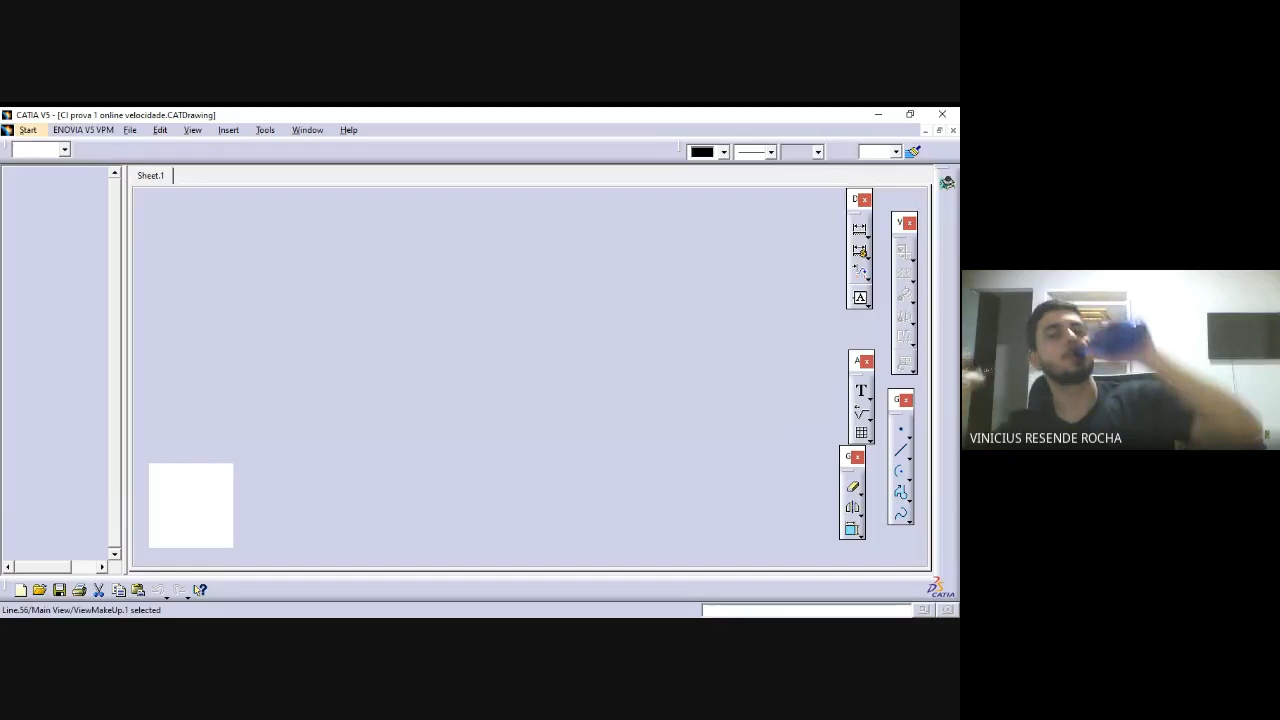 CATIA V5 - [CI prova 1 online velocidade.CATDrawing]
Start ENOVIA V5 VPM File Edit View Insert Tools Window Help
Sheet.1
D
V
A
T
G
VINICIUS RESENDE ROCHA
CATIA
Line.56/Main View/ViewMakeUp.1 selected